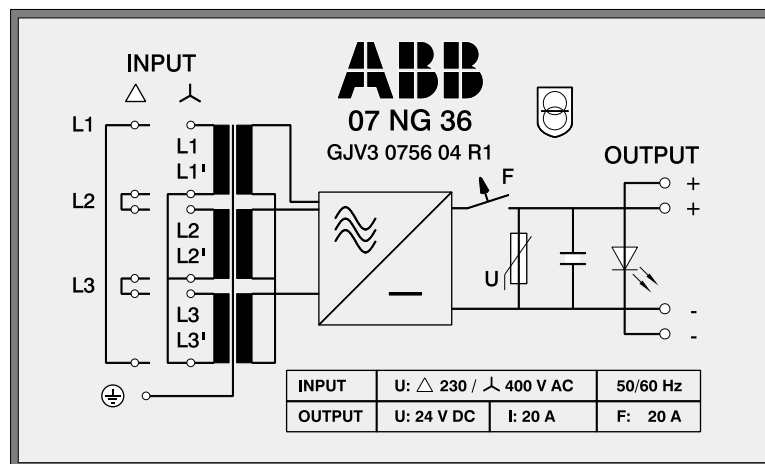 ABB
07 NG 36
GJV3 0756 04 R1
INPUT
△ ⅄
L1
L1
L1'
L2
L2
L2'
L3
L3
L3'
F
U
OUTPUT
+
+
-
-
INPUT U: △ 230 / ⅄ 400 V AC 50/60 Hz
OUTPUT U: 24 V DC I: 20 A F: 20 A